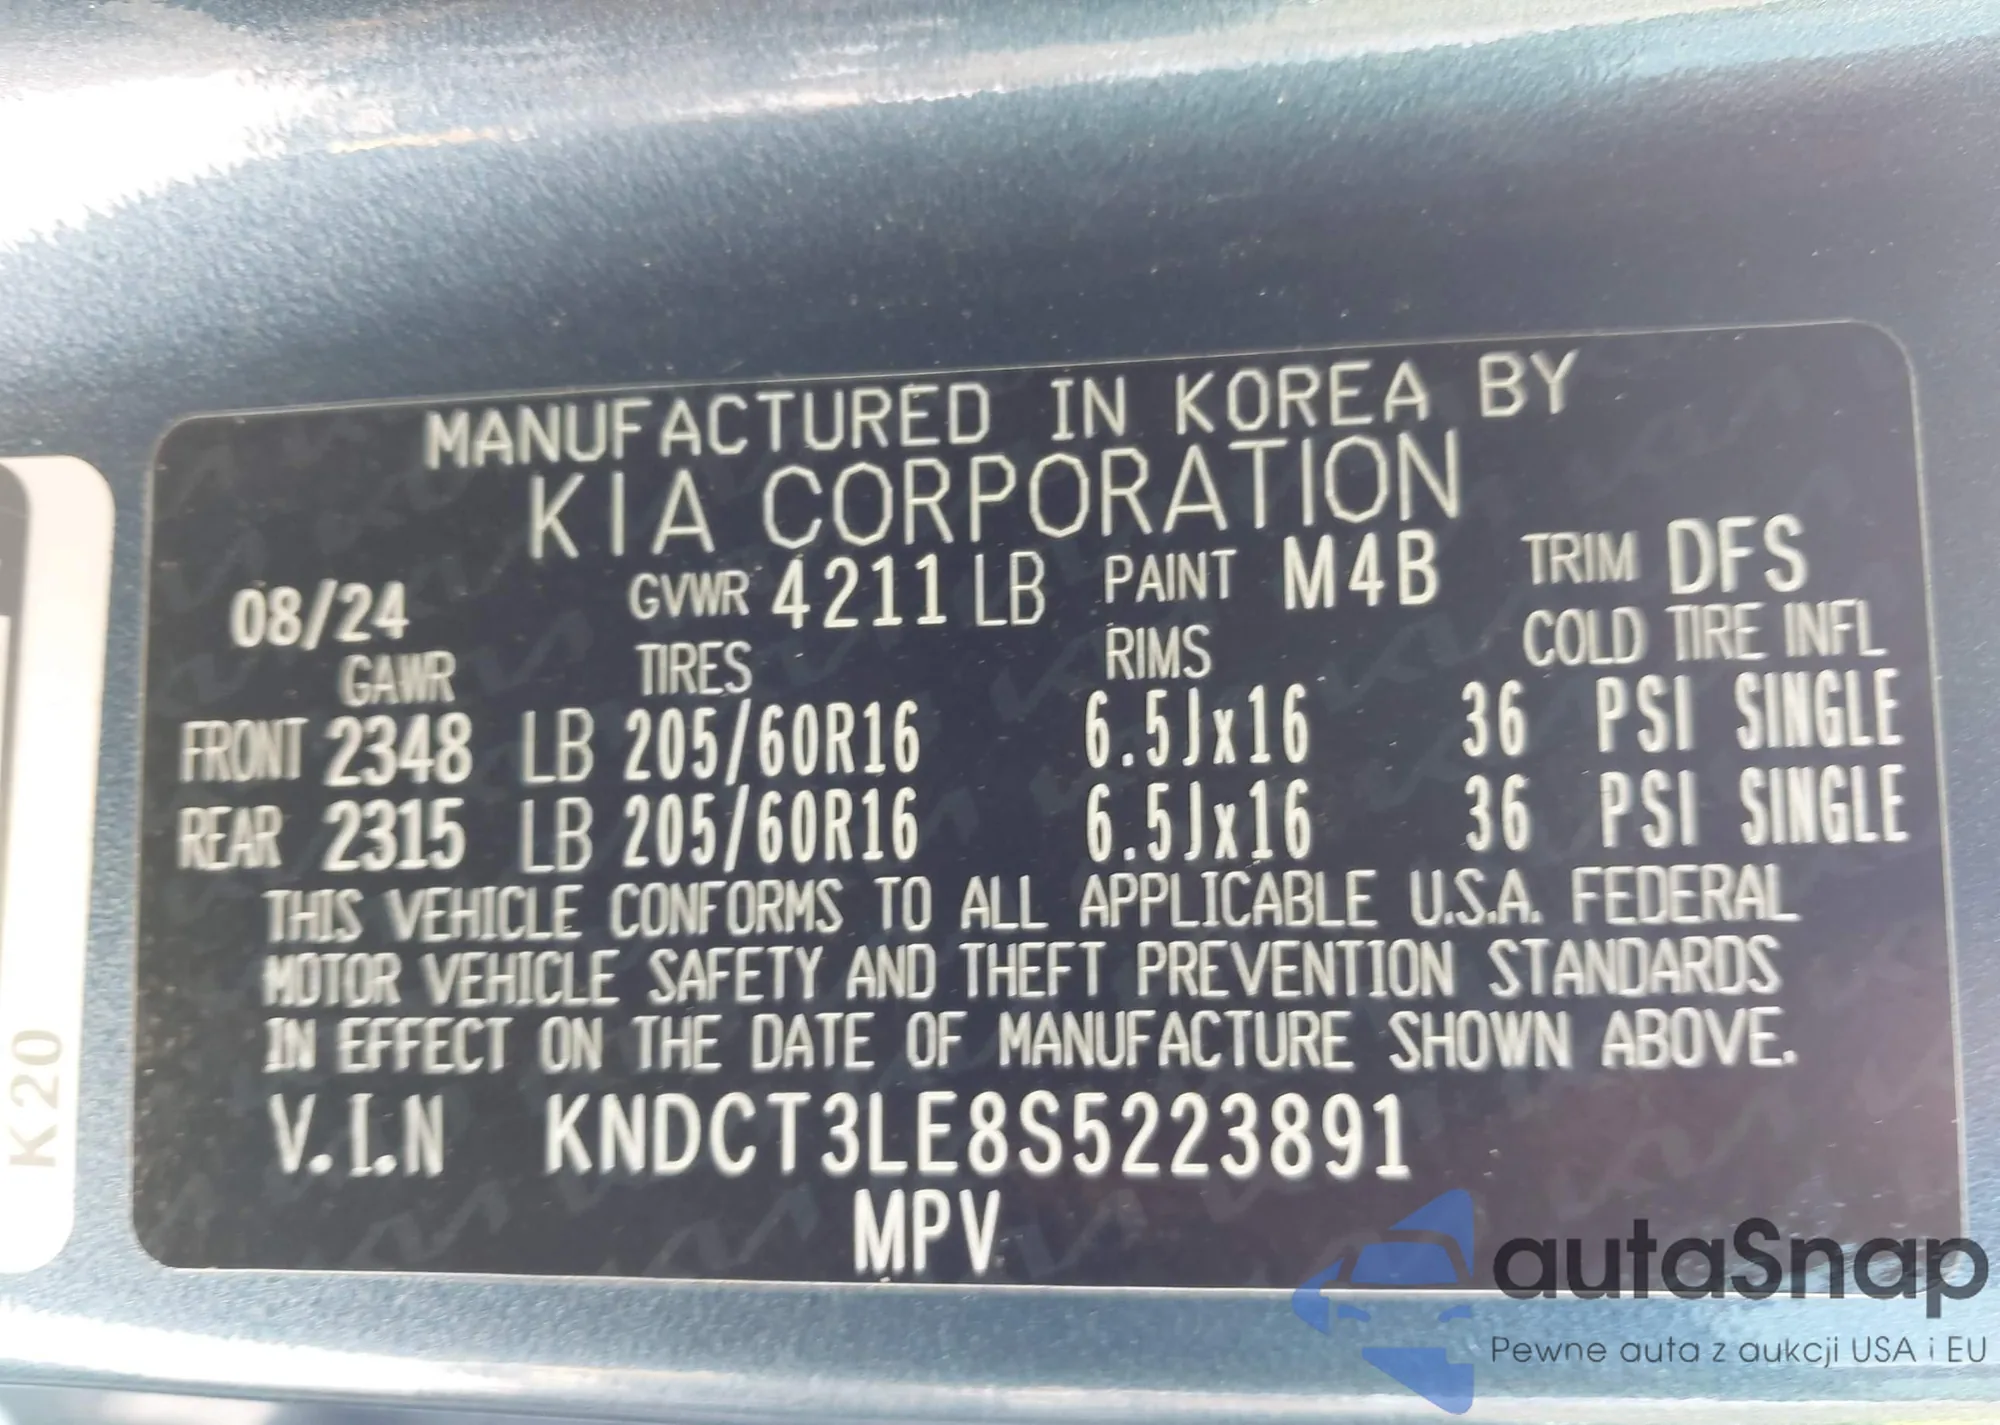 MANUFACTURED IN KOREA BY
KIA CORPORATION
08/24 GVWR 4211 LB PAINT M4B TRIM DFS
GAWR TIRES RIMS COLD TIRE INFL
FRONT 2348 LB 205/60R16 6.5Jx16 36 PSI SINGLE
REAR 2315 LB 205/60R16 6.5Jx16 36 PSI SINGLE
THIS VEHICLE CONFORMS TO ALL APPLICABLE U.S.A. FEDERAL
MOTOR VEHICLE SAFETY AND THEFT PREVENTION STANDARDS
IN EFFECT ON THE DATE OF MANUFACTURE SHOWN ABOVE.
V.I.N KNDCT3LE8S5223891
MPV
K20
autaSnap
Pewne auta z aukcji USA i EU